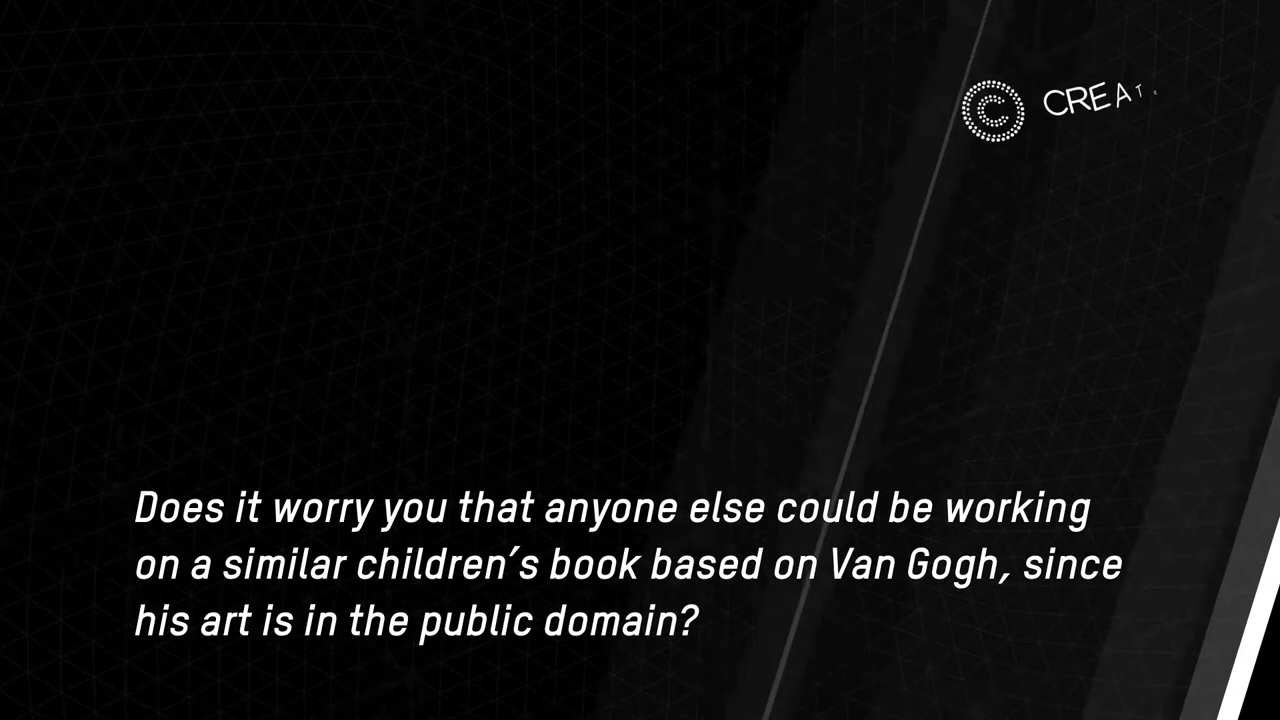 CREAT
Does it worry you that anyone else could be working
on a similar children's book based on Van Gogh, since
his art is in the public domain?